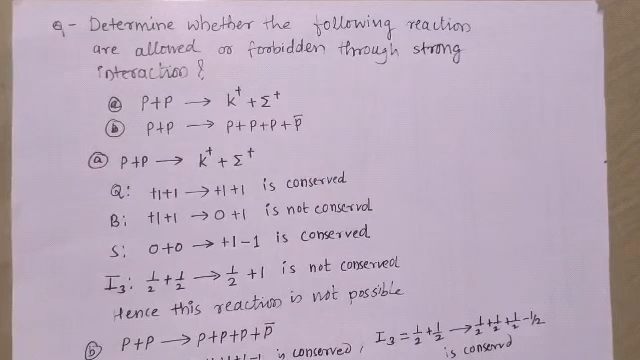 Q- Determine whether the following reaction
are allowed or forbidden through strong
interaction?
ⓐ P+P → K⁺ + Σ⁺
ⓑ P+P → P+P+P+p̅
ⓐ P+P → K⁺ + Σ⁺
Q: +1+1 → +1+1 is conserved
B: +1+1 → 0+1 is not conservd
S: 0+0 → +1-1 is conserved
I₃: 1/2 + 1/2 → 1/2 + 1 is not conserved
Hence this reaction is not possible
ⓑ P+P → P+P+P+p̅
is conserved, I₃ = 1/2 + 1/2 → 1/2 + 1/2 + 1/2 - 1/2
is conservd